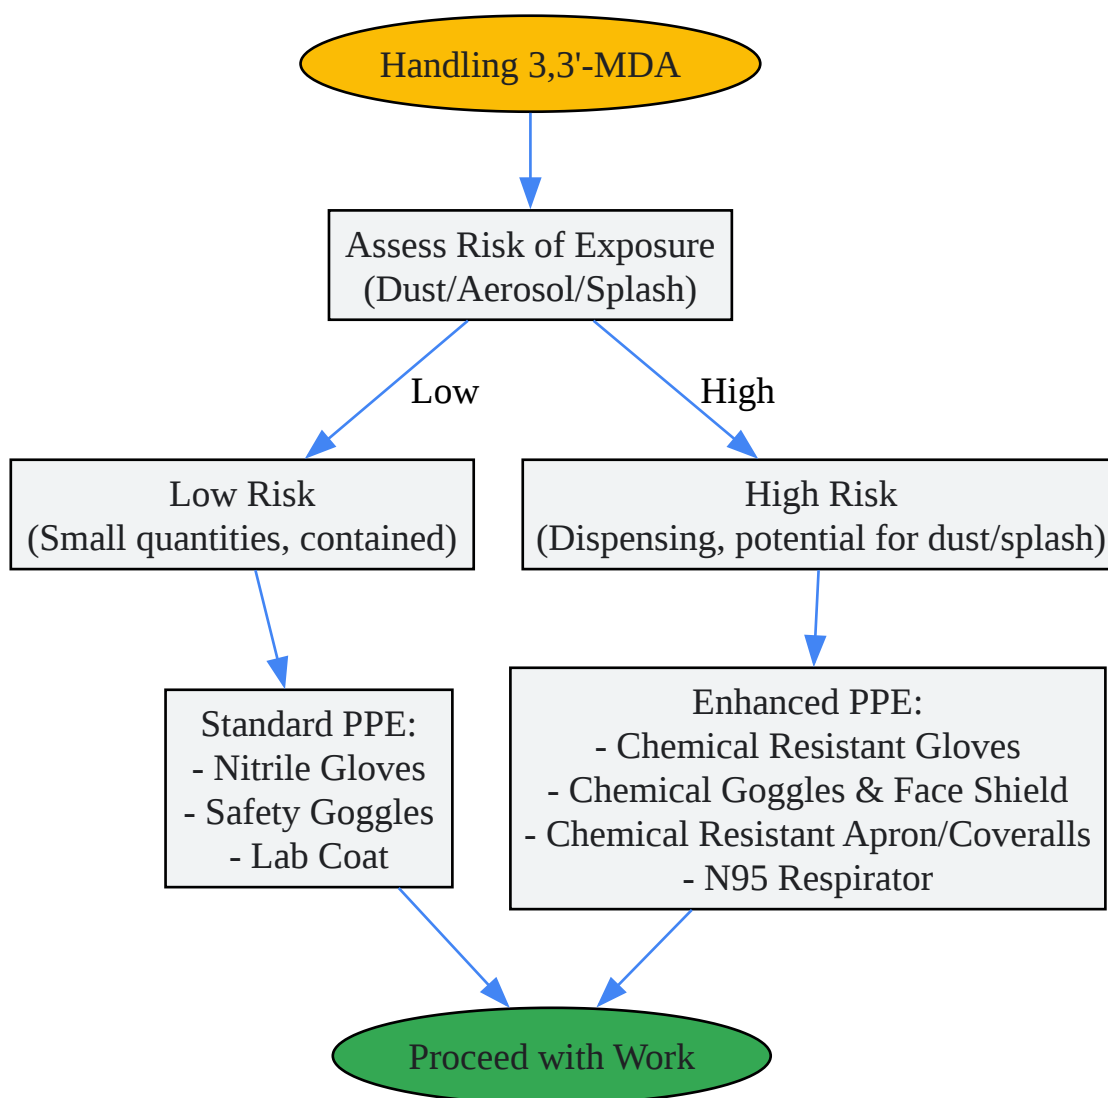 Handling 3,3'-MDA
Assess Risk of Exposure
(Dust/Aerosol/Splash)
Low
High
Low Risk
(Small quantities, contained)
High Risk
(Dispensing, potential for dust/splash)
Standard PPE:
- Nitrile Gloves
- Safety Goggles
- Lab Coat
Enhanced PPE:
- Chemical Resistant Gloves
- Chemical Goggles & Face Shield
- Chemical Resistant Apron/Coveralls
- N95 Respirator
Proceed with Work